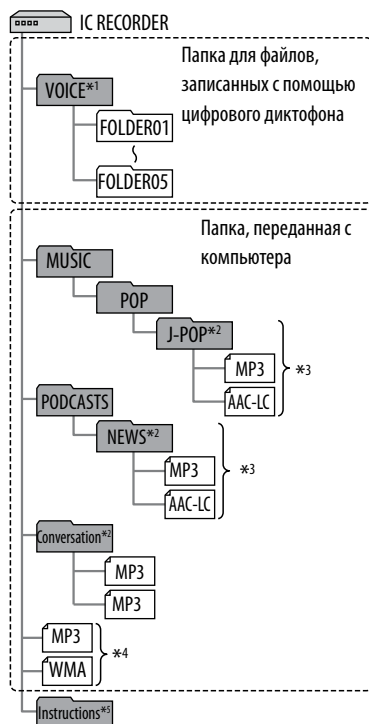 IC RECORDER
Папка для файлов,
записанных с помощью
цифрового диктофона
VOICE*1
FOLDER01
FOLDER05
Папка, переданная с
компьютера
MUSIC
POP
J-POP*2
MP3
*3
AAC-LC
PODCASTS
NEWS*2
MP3
*3
AAC-LC
Conversation*2
MP3
MP3
MP3
*4
WMA
Instructions*5